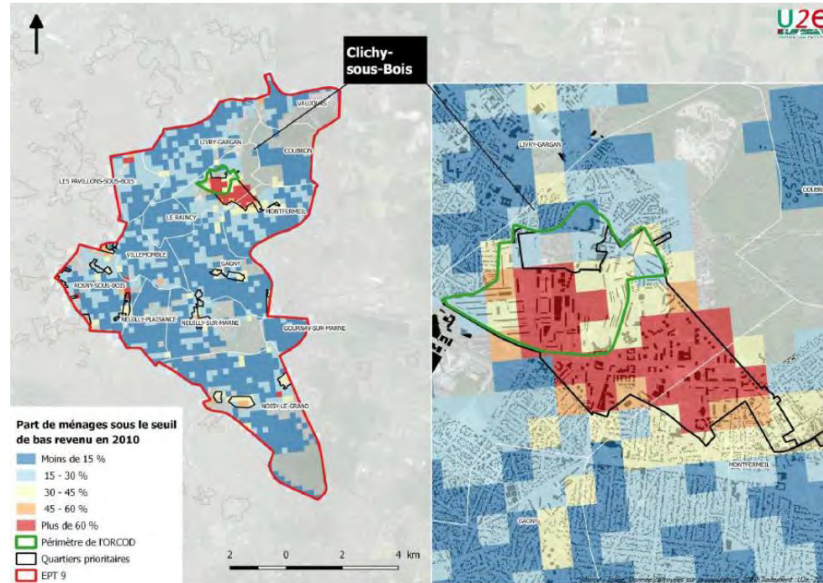 U2e
Clichy-
sous-Bois
VAUJOURS
LIVRY-GARGAN
COUBRON
LES PAVILLONS-SOUS-BOIS
LE RAINCY
MONTFERMEIL
VILLEMOMBLE
GAGNY
ROSNY-SOUS-BOIS
NEUILLY-PLAISANCE
NEUILLY-SUR-MARNE
GOURNAY-SUR-MARNE
NOISY-LE-GRAND
LIVRY-GARGAN
MONTFERMEIL
GAGNY
Part de ménages sous le seuil
de bas revenu en 2010
Moins de 15 %
15 - 30 %
30 - 45 %
45 - 60 %
Plus de 60 %
Périmètre de l'ORCOD
Quartiers prioritaires
EPT 9
2 0 2 4 km